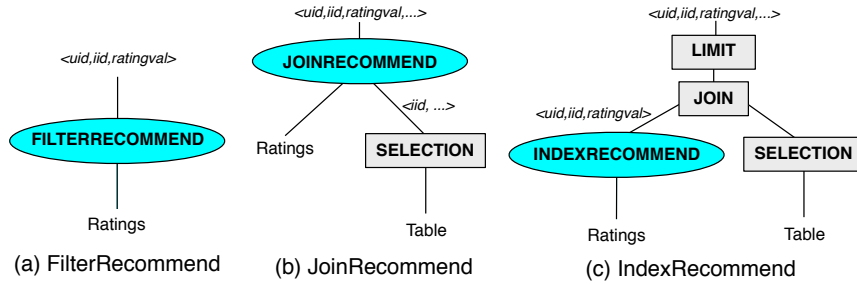 <uid,iid,ratingval>
FILTERRECOMMEND
Ratings
(a) FilterRecommend
<uid,iid,ratingval,...>
JOINRECOMMEND
<iid, ...>
Ratings
SELECTION
Table
(b) JoinRecommend
<uid,iid,ratingval,...>
LIMIT
JOIN
<uid,iid,ratingval>
INDEXRECOMMEND
SELECTION
Ratings
Table
(c) IndexRecommend